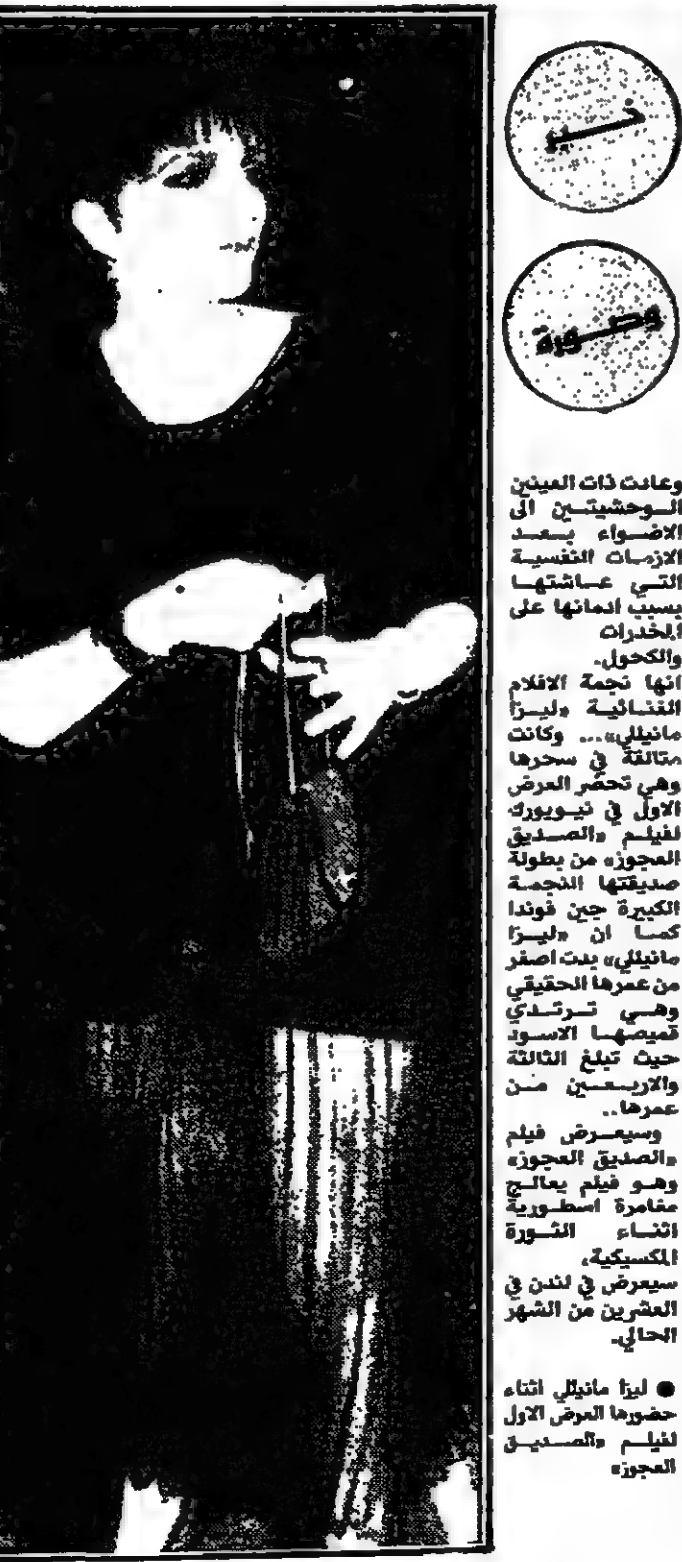 خبر
وصورة
وعادت ذات العينين
الوحشيتين الى
الاضواء بعد
الازمات النفسية
التي عاشتها
بسبب ادمانها على
المخدرات
والكحول.
انها نجمة الافلام
الغنائية «ليزا
مانيللي»... وكانت
متالقة في سحرها
وهي تحضر العرض
الاول في نيويورك
لفيلم «الصديق
العجوز» من بطولة
صديقتها النجمة
الكبيرة جين فوندا
كما ان «ليزا
مانيللي» بدت اصغر
من عمرها الحقيقي
وهي ترتدي
قميصها الاسود
حيث تبلغ الثالثة
والاربعين من
عمرها..
وسيعرض فيلم
«الصديق العجوز»
وهو فيلم يعالج
مغامرة اسطورية
اثناء الثورة
المكسيكية،
سيعرض في لندن في
العشرين من الشهر
الحالي.
● ليزا مانيللي اثناء
حضورها العرض الاول
لفيلم «الصديق
العجوز»